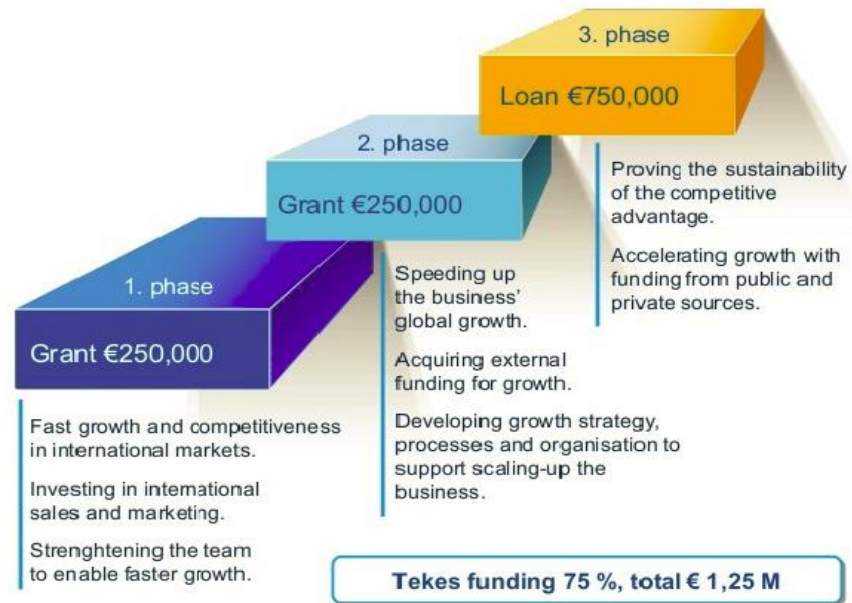 1. phase
Grant €250,000
Fast growth and competitiveness
in international markets.
Investing in international
sales and marketing.
Strenghtening the team
to enable faster growth.
2. phase
Grant €250,000
Speeding up
the business’
global growth.
Acquiring external
funding for growth.
Developing growth strategy,
processes and organisation to
support scaling-up the
business.
3. phase
Loan €750,000
Proving the sustainability
of the competitive
advantage.
Accelerating growth with
funding from public and
private sources.
Tekes funding 75 %, total € 1,25 M